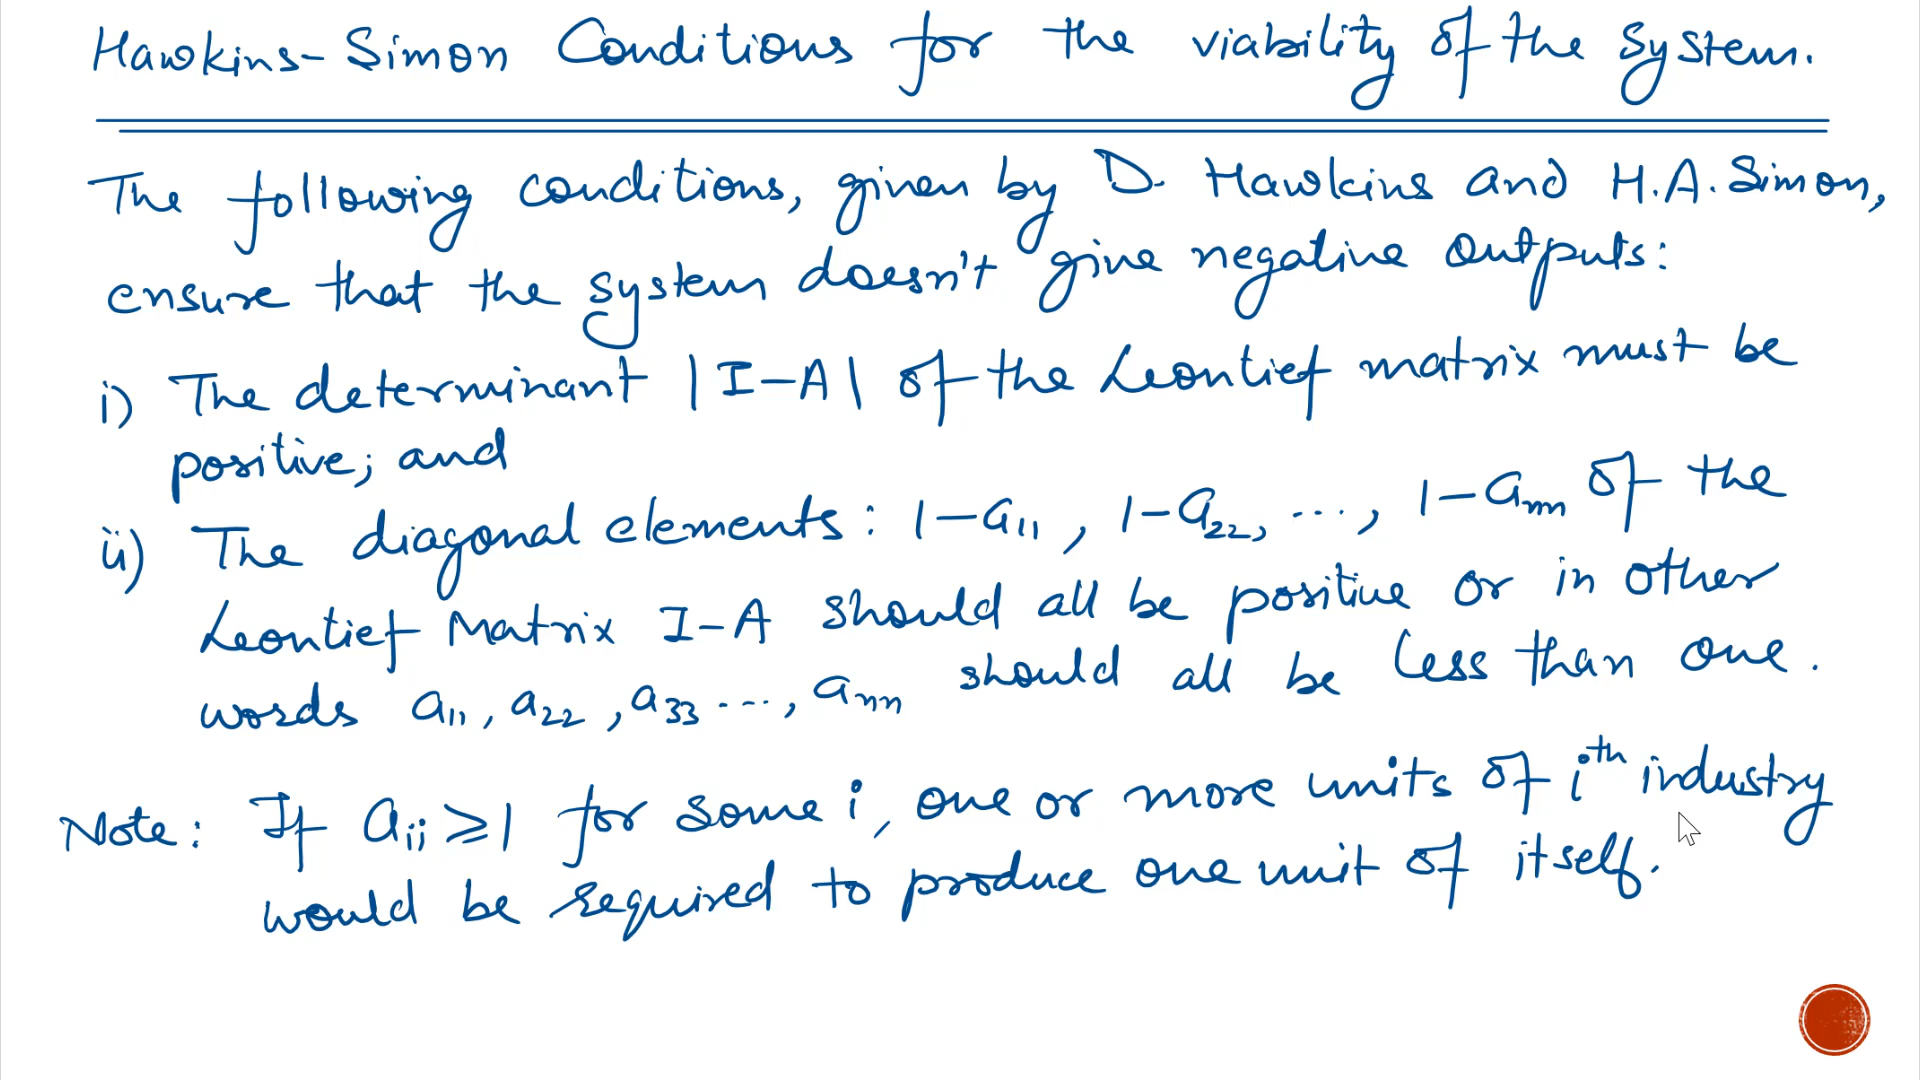 Hawkins-Simon Conditions for the viability of the system.
The following conditions, given by D. Hawkins and H.A. Simon,
ensure that the system doesn't give negative outputs:
i) The determinant |I-A| of the Leontief matrix must be
positive; and
ii) The diagonal elements: 1-a₁₁, 1-a₂₂, ..., 1-aₙₙ of the
Leontief Matrix I-A should all be positive or in other
words a₁₁, a₂₂, a₃₃ ..., aₙₙ should all be less than one.
Note: If aᵢᵢ ≥ 1 for some i, one or more units of iᵗʰ industry
would be required to produce one unit of itself.